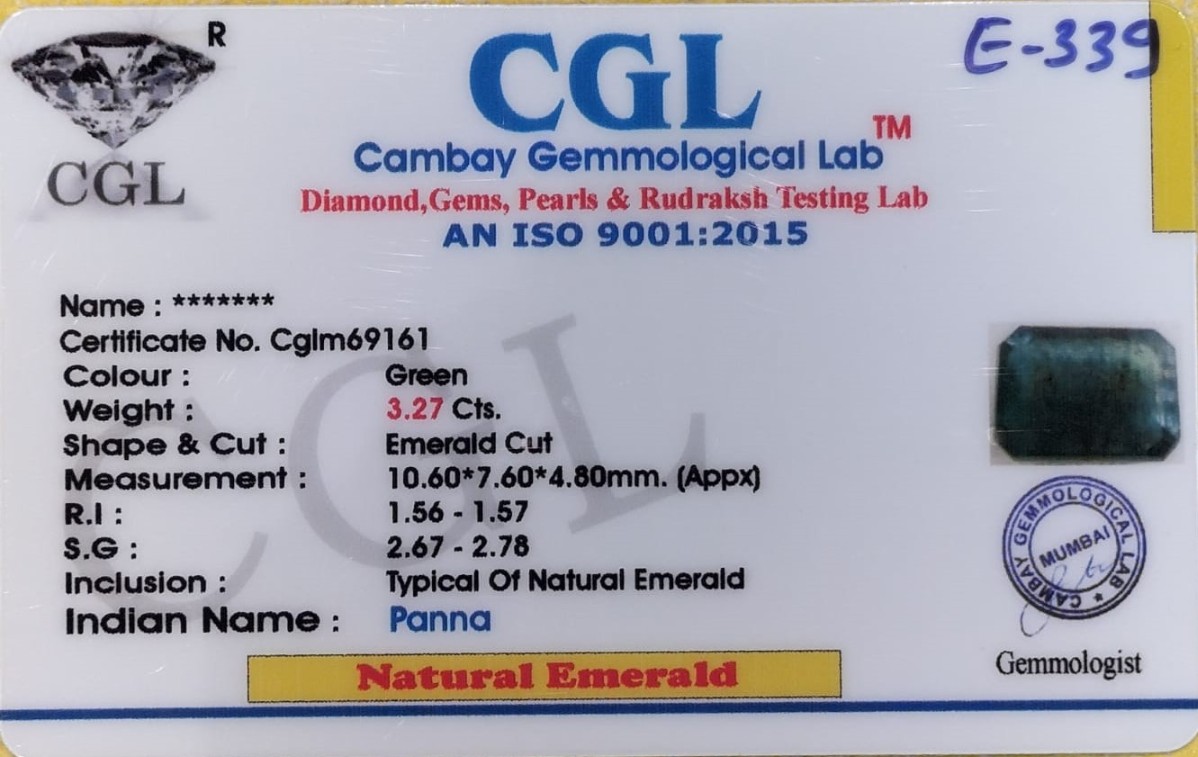 R
CGL
E-339
CGL
Cambay Gemmological Lab TM
Diamond,Gems, Pearls & Rudraksh Testing Lab
AN ISO 9001:2015
Name : *******
Certificate No. Cglm69161
Colour : Green
Weight : 3.27 Cts.
Shape & Cut : Emerald Cut
Measurement : 10.60*7.60*4.80mm. (Appx)
R.I : 1.56 - 1.57
S.G : 2.67 - 2.78
Inclusion : Typical Of Natural Emerald
Indian Name : Panna
Natural Emerald
CGL
CAMBAY GEMMOLOGICAL LAB ★
MUMBAI
Gemmologist